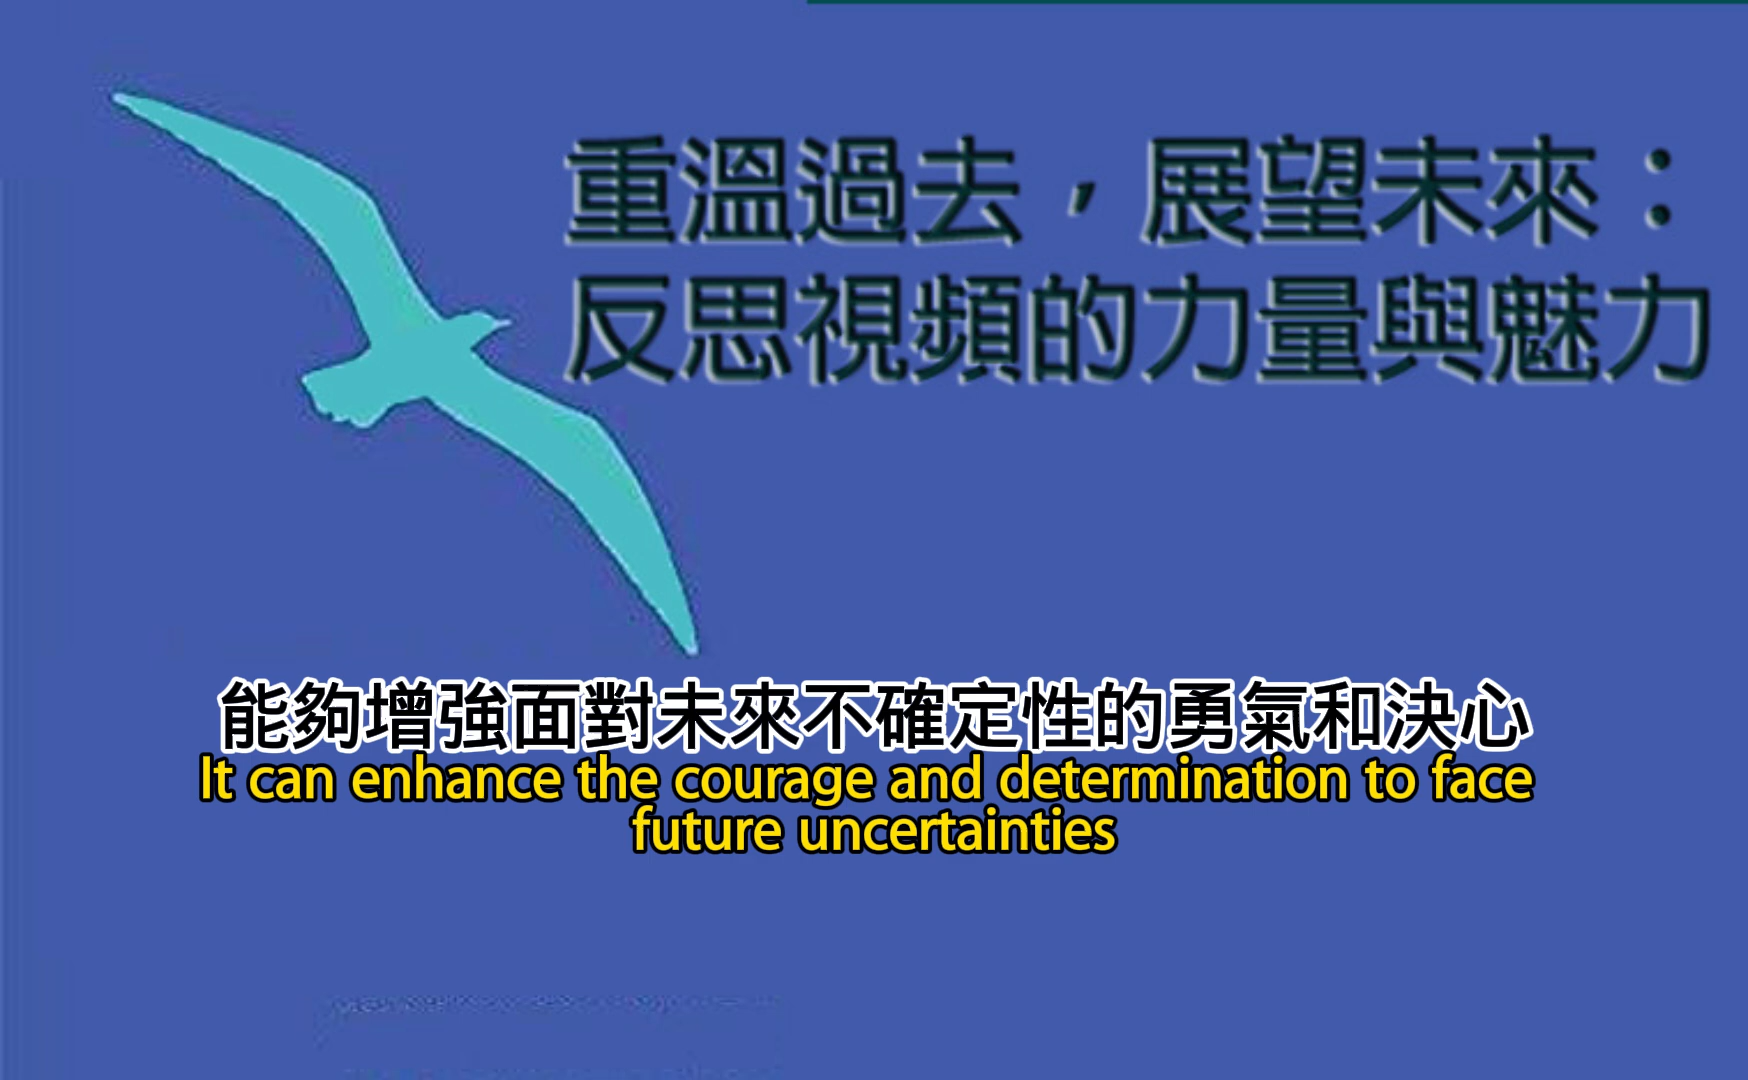 重溫過去，展望未來：
反思視頻的力量與魅力
能夠增強面對未來不確定性的勇氣和決心
It can enhance the courage and determination to face
future uncertainties